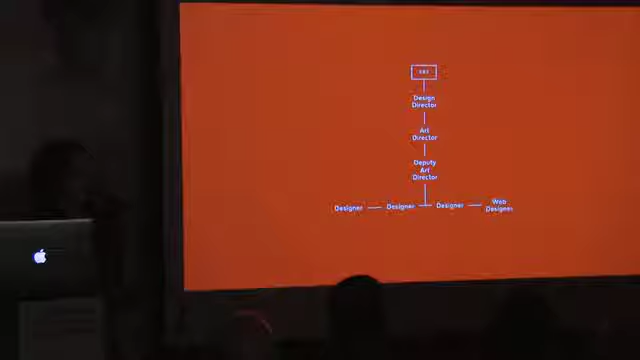 Design
Director
Art
Director
Deputy
Art
Director
Designer
Designer
Designer
Web
Designer